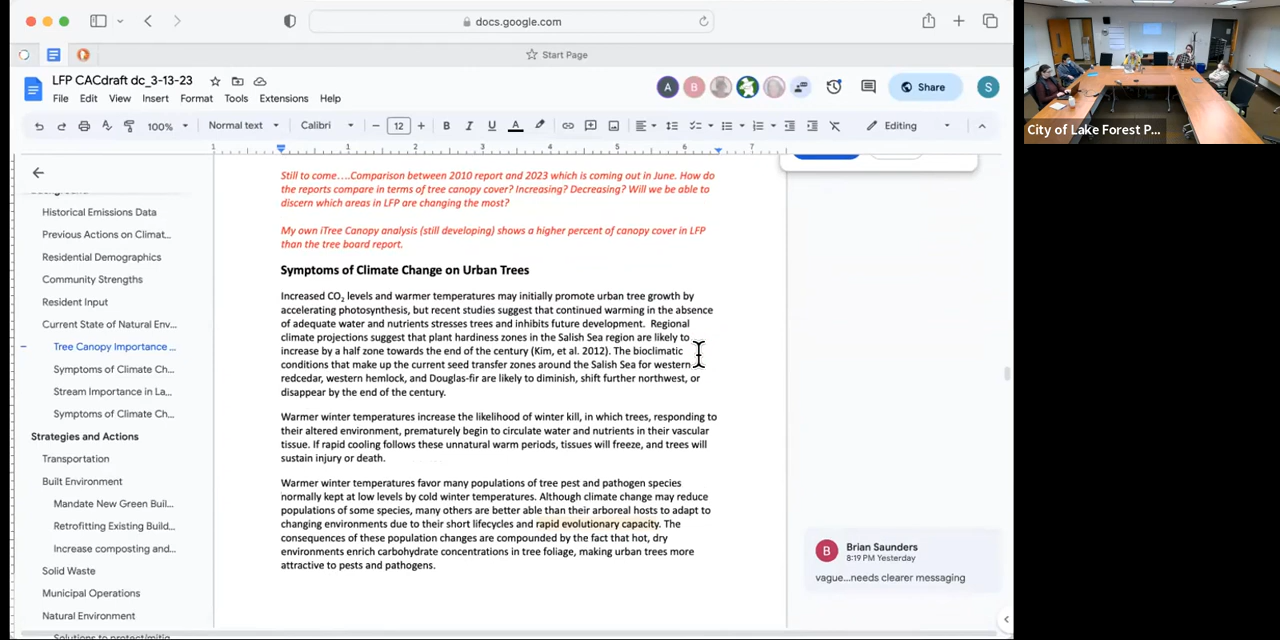 docs.google.com
Start Page
LFP CACdraft dc_3-13-23
File Edit View Insert Format Tools Extensions Help
A B Share S
100% Normal text Calibri 12 B I U A Editing
1 1 2 3 4 5 6 7
Historical Emissions Data
Previous Actions on Climat...
Residential Demographics
Community Strengths
Resident Input
Current State of Natural Env...
Tree Canopy Importance ...
Symptoms of Climate Ch...
Stream Importance in La...
Symptoms of Climate Ch...
Strategies and Actions
Transportation
Built Environment
Mandate New Green Buil...
Retrofitting Existing Build...
Increase composting and...
Solid Waste
Municipal Operations
Natural Environment
Solutions to protect/mitig...
Still to come....Comparison between 2010 report and 2023 which is coming out in June. How do
the reports compare in terms of tree canopy cover? Increasing? Decreasing? Will we be able to
discern which areas in LFP are changing the most?
My own iTree Canopy analysis (still developing) shows a higher percent of canopy cover in LFP
than the tree board report.
Symptoms of Climate Change on Urban Trees
Increased CO₂ levels and warmer temperatures may initially promote urban tree growth by
accelerating photosynthesis, but recent studies suggest that continued warming in the absence
of adequate water and nutrients stresses trees and inhibits future development. Regional
climate projections suggest that plant hardiness zones in the Salish Sea region are likely to
increase by a half zone towards the end of the century (Kim, et al. 2012). The bioclimatic
conditions that make up the current seed transfer zones around the Salish Sea for western
redcedar, western hemlock, and Douglas-fir are likely to diminish, shift further northwest, or
disappear by the end of the century.
Warmer winter temperatures increase the likelihood of winter kill, in which trees, responding to
their altered environment, prematurely begin to circulate water and nutrients in their vascular
tissue. If rapid cooling follows these unnatural warm periods, tissues will freeze, and trees will
sustain injury or death.
Warmer winter temperatures favor many populations of tree pest and pathogen species
normally kept at low levels by cold winter temperatures. Although climate change may reduce
populations of some species, many others are better able than their arboreal hosts to adapt to
changing environments due to their short lifecycles and rapid evolutionary capacity. The
consequences of these population changes are compounded by the fact that hot, dry
environments enrich carbohydrate concentrations in tree foliage, making urban trees more
attractive to pests and pathogens.
B
Brian Saunders
8:19 PM Yesterday
vague...needs clearer messaging
City of Lake Forest P...